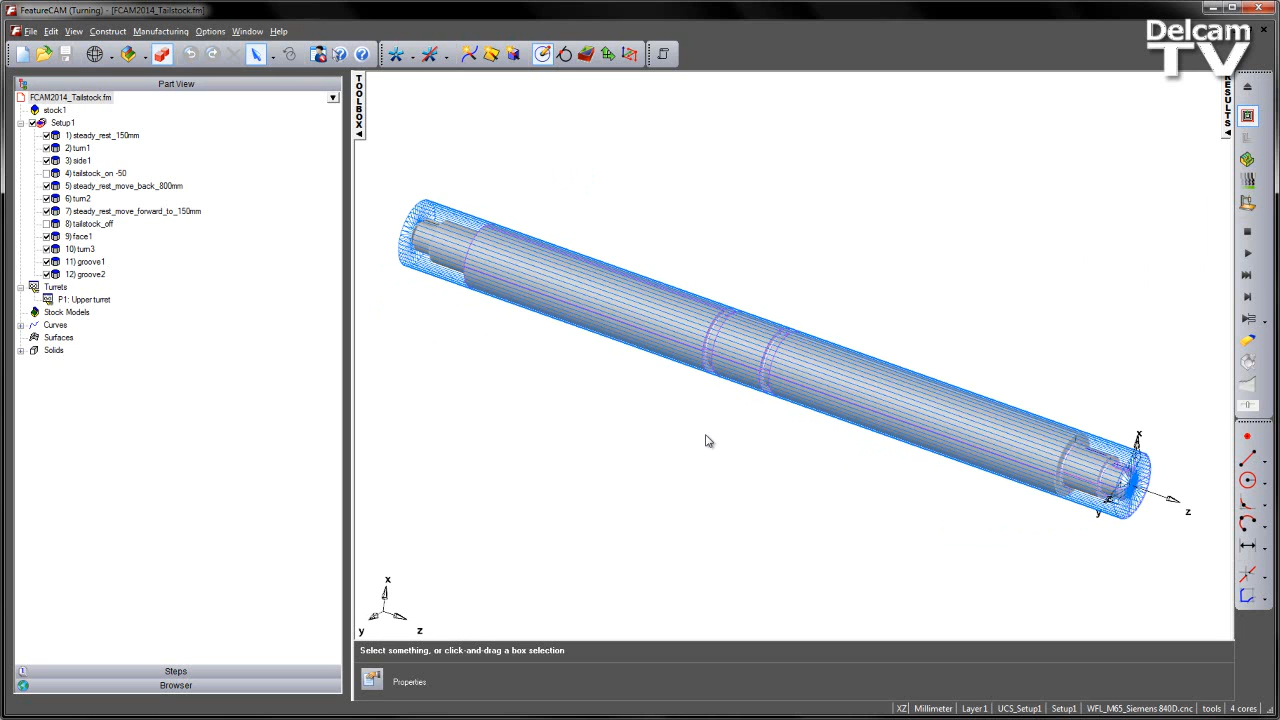 FeatureCAM (Turning) - [FCAM2014_Tailstock.fm]
File Edit View Construct Manufacturing Options Window Help
Delcam
TV
Part View
FCAM2014_Tailstock.fm
stock1
Setup1
1) steady_rest_150mm
2) turn1
3) side1
4) tailstock_on -50
5) steady_rest_move_back_800mm
6) turn2
7) steady_rest_move_forward_to_150mm
8) tailstock_off
9) face1
10) turn3
11) groove1
12) groove2
Turrets
P1: Upper turret
Stock Models
Curves
Surfaces
Solids
Steps
Browser
TOOLBOX
RESULTS
x
z
y
x
y
z
Select something, or click-and-drag a box selection
Properties
XZ Millimeter Layer1 UCS_Setup1 Setup1 WFL_M65_Siemens 840D.cnc tools 4 cores